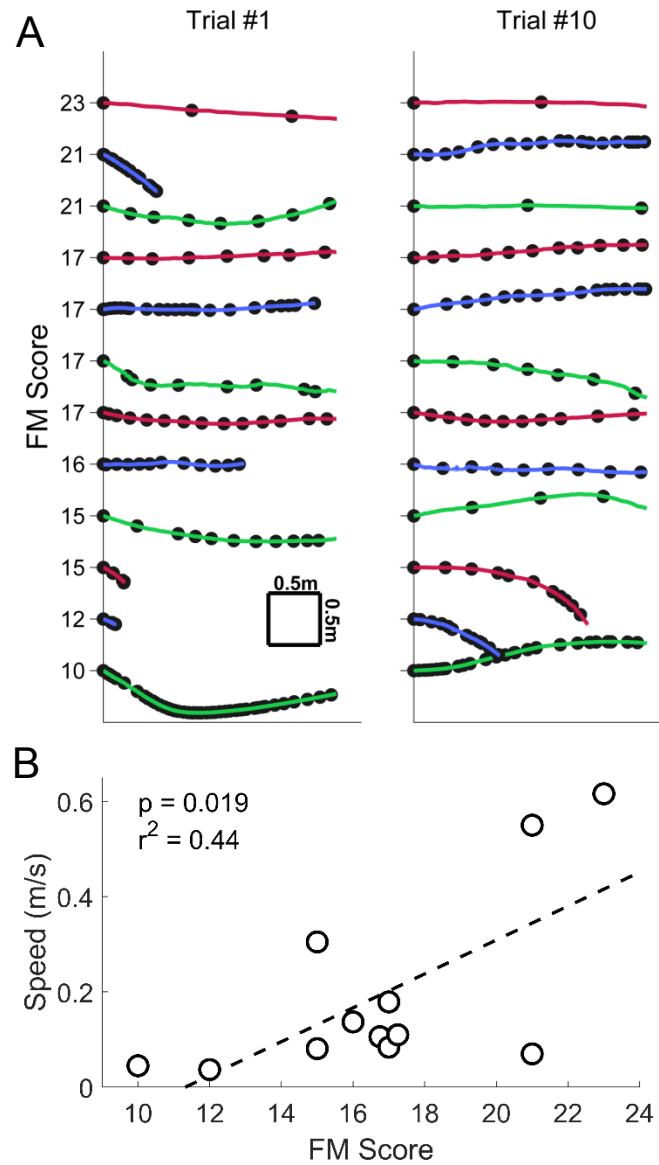 A
Trial #1
Trial #10
FM Score
23
21
21
17
17
17
17
16
15
15
12
10
0.5m
0.5m
B
p = 0.019
r² = 0.44
Speed (m/s)
0.6
0.4
0.2
0
10 12 14 16 18 20 22 24
FM Score